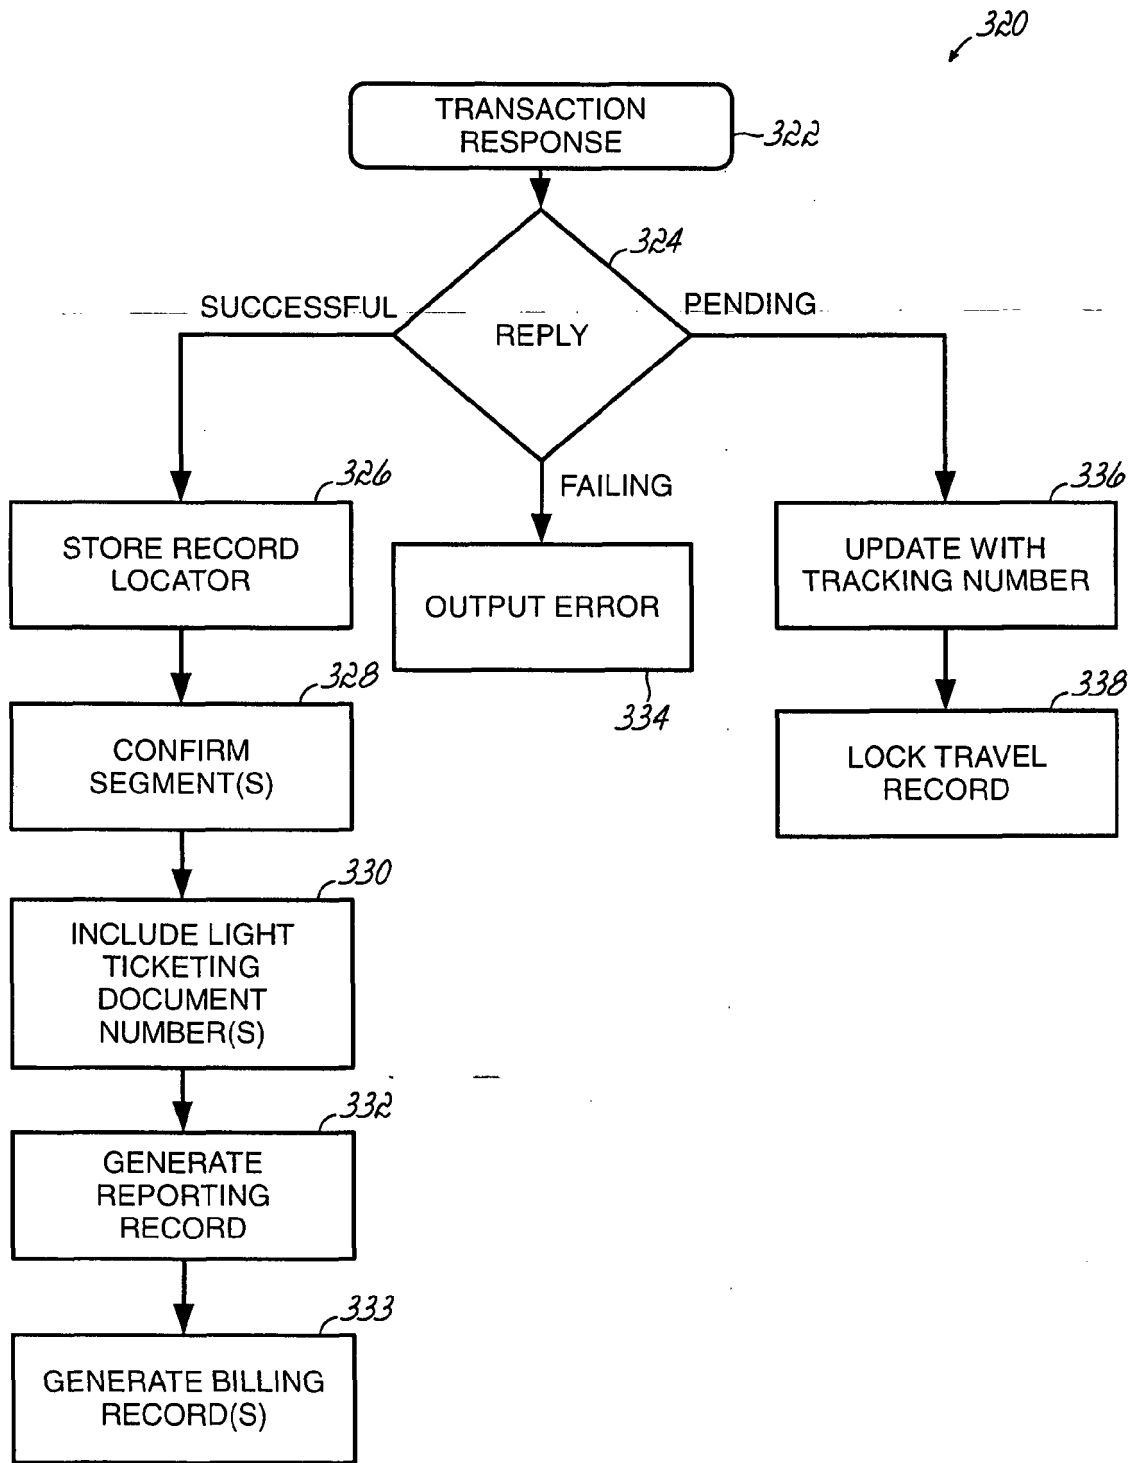 320
TRANSACTION
RESPONSE
322
324
SUCCESSFUL
PENDING
REPLY
326
STORE RECORD
LOCATOR
FAILING
336
UPDATE WITH
TRACKING NUMBER
OUTPUT ERROR
334
328
CONFIRM
SEGMENT(S)
338
LOCK TRAVEL
RECORD
330
INCLUDE LIGHT
TICKETING
DOCUMENT
NUMBER(S)
332
GENERATE
REPORTING
RECORD
333
GENERATE BILLING
RECORD(S)